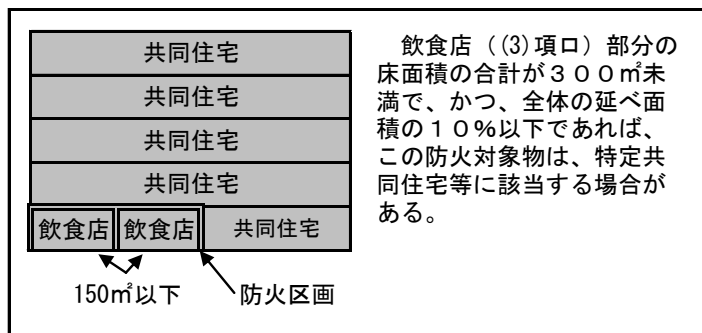 共同住宅
共同住宅
共同住宅
共同住宅
飲食店 飲食店 共同住宅
150㎡以下 防火区画
飲食店（(3)項ロ）部分の
床面積の合計が３００㎡未
満で、かつ、全体の延べ面
積の１０%以下であれば、
この防火対象物は、特定共
同住宅等に該当する場合が
ある。